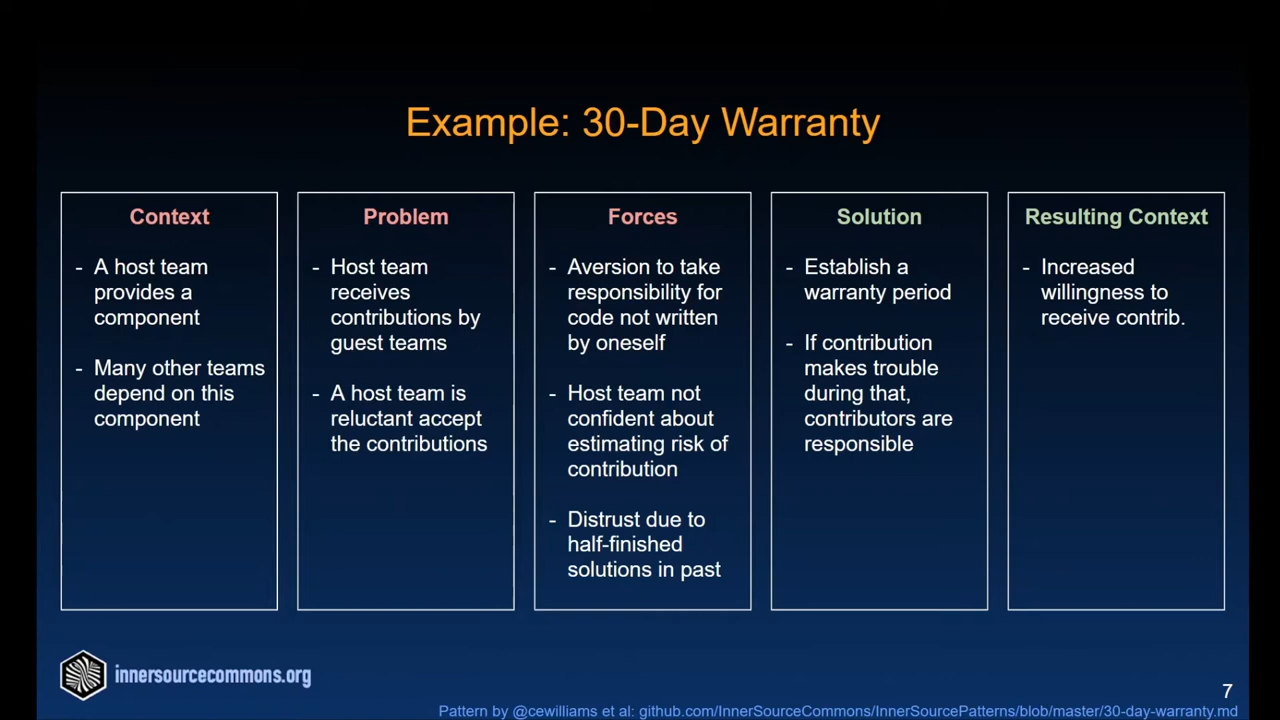 Example: 30-Day Warranty
Context
- A host team
provides a
component
- Many other teams
depend on this
component
Problem
- Host team
receives
contributions by
guest teams
- A host team is
reluctant accept
the contributions
Forces
- Aversion to take
responsibility for
code not written
by oneself
- Host team not
confident about
estimating risk of
contribution
- Distrust due to
half-finished
solutions in past
Solution
- Establish a
warranty period
- If contribution
makes trouble
during that,
contributors are
responsible
Resulting Context
- Increased
willingness to
receive contrib.
innersourcecommons.org
7
Pattern by @cewilliams et al: github.com/InnerSourceCommons/InnerSourcePatterns/blob/master/30-day-warranty.md